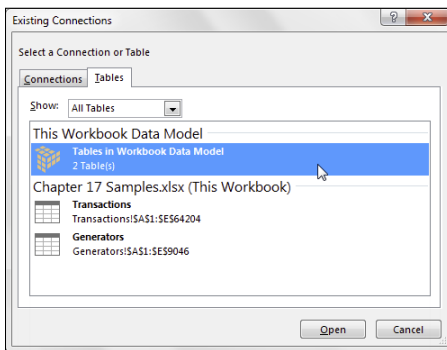 Existing Connections
?
Select a Connection or Table
Connections
Tables
Show:
All Tables
This Workbook Data Model
Tables in Workbook Data Model
2 Table(s)
Chapter 17 Samples.xlsx (This Workbook)
Transactions
Transactions!$A$1:$E$64204
Generators
Generators!$A$1:$E$9046
Open
Cancel